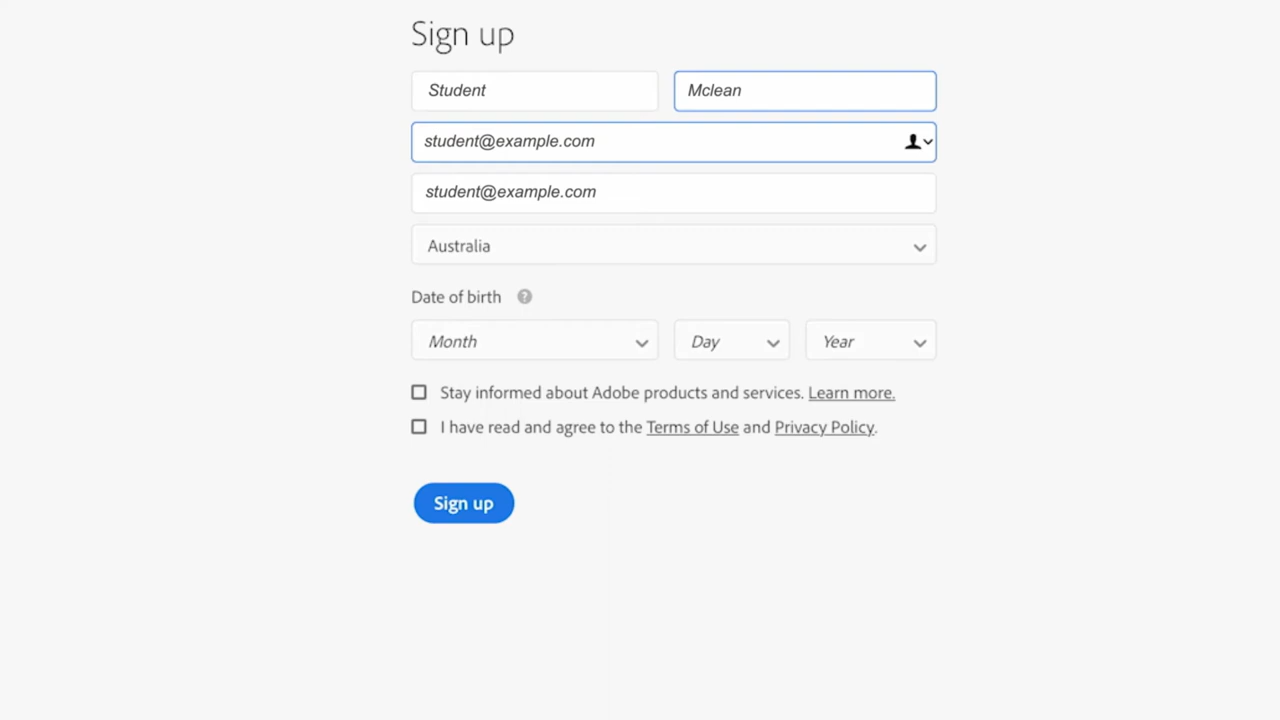 Sign up
Student Mclean
student@example.com
student@example.com
Australia
Date of birth ?
Month Day Year
Stay informed about Adobe products and services. Learn more.
I have read and agree to the Terms of Use and Privacy Policy.
Sign up